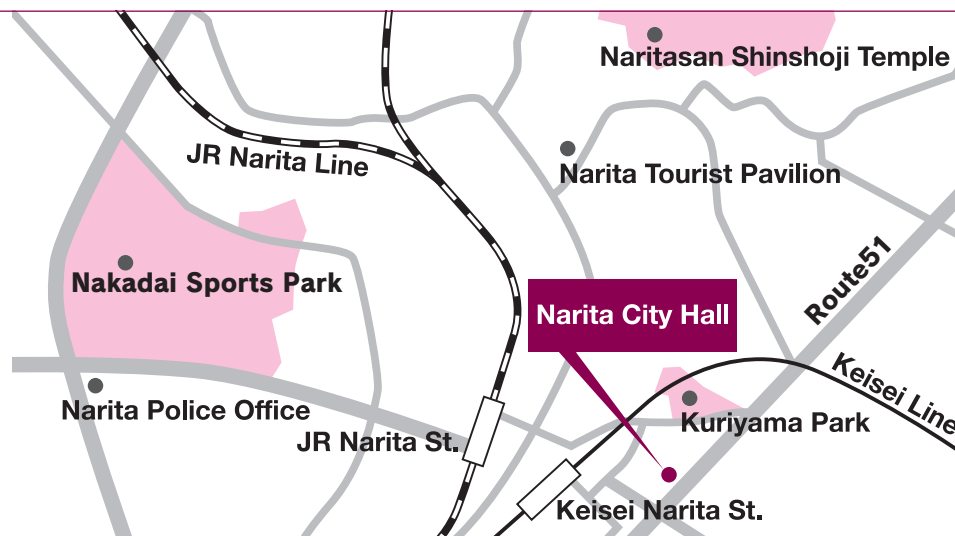 Naritasan Shinshoji Temple
JR Narita Line
Narita Tourist Pavilion
Route51
Nakadai Sports Park
Narita City Hall
Keisei Line
Narita Police Office
Kuriyama Park
JR Narita St.
Keisei Narita St.